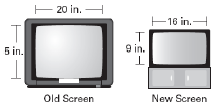 20 in.
16 in.
5 in.
9 in.
Old Screen
New Screen